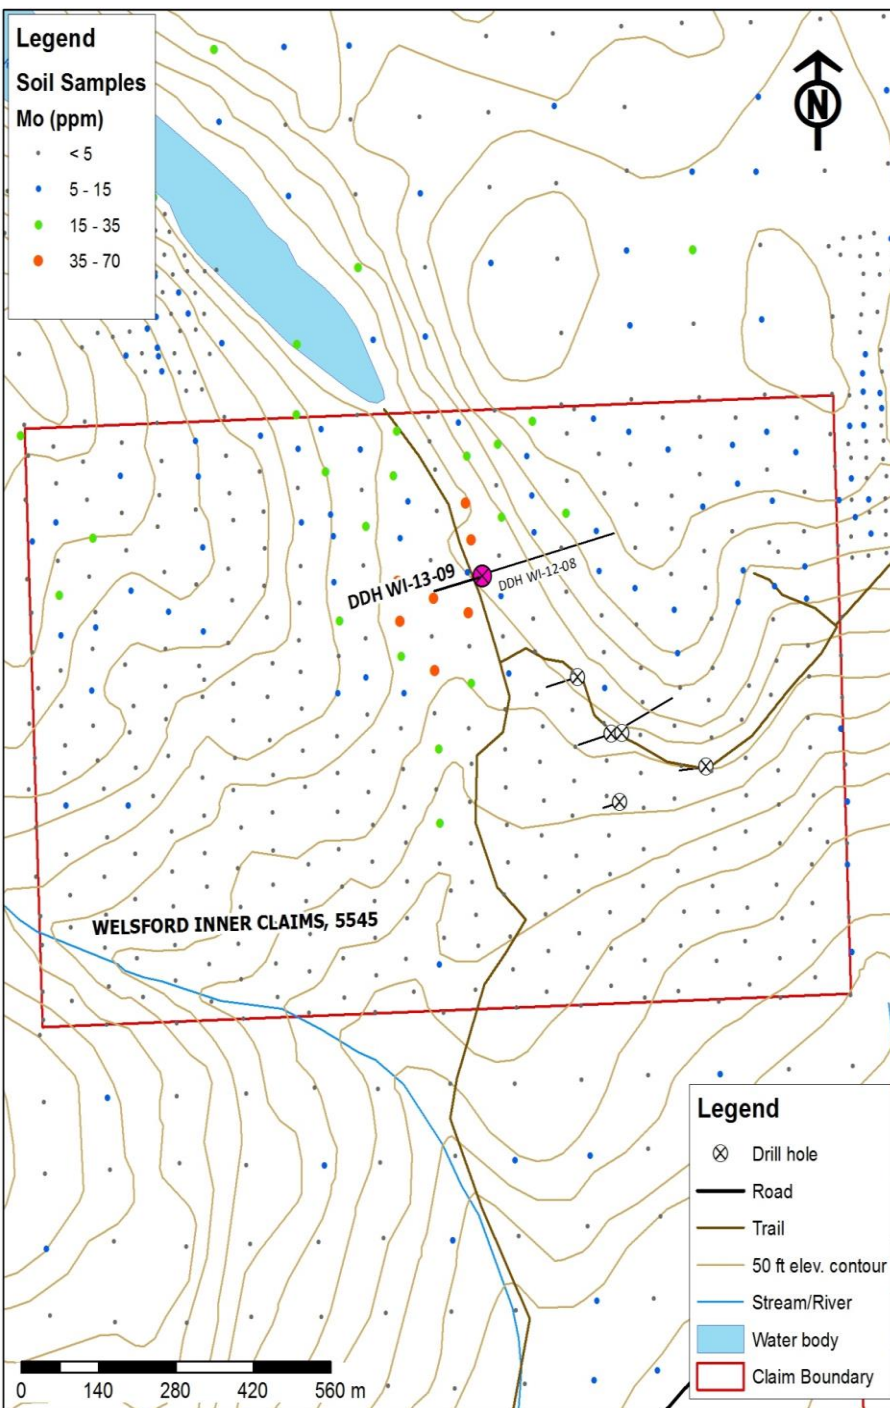 Legend
Soil Samples
Mo (ppm)
< 5
5 - 15
15 - 35
35 - 70
N
DDH WI-13-09
DDH WI-12-08
WELSFORD INNER CLAIMS, 5545
Legend
Drill hole
Road
Trail
50 ft elev. contour
Stream/River
Water body
Claim Boundary
0 140 280 420 560 m